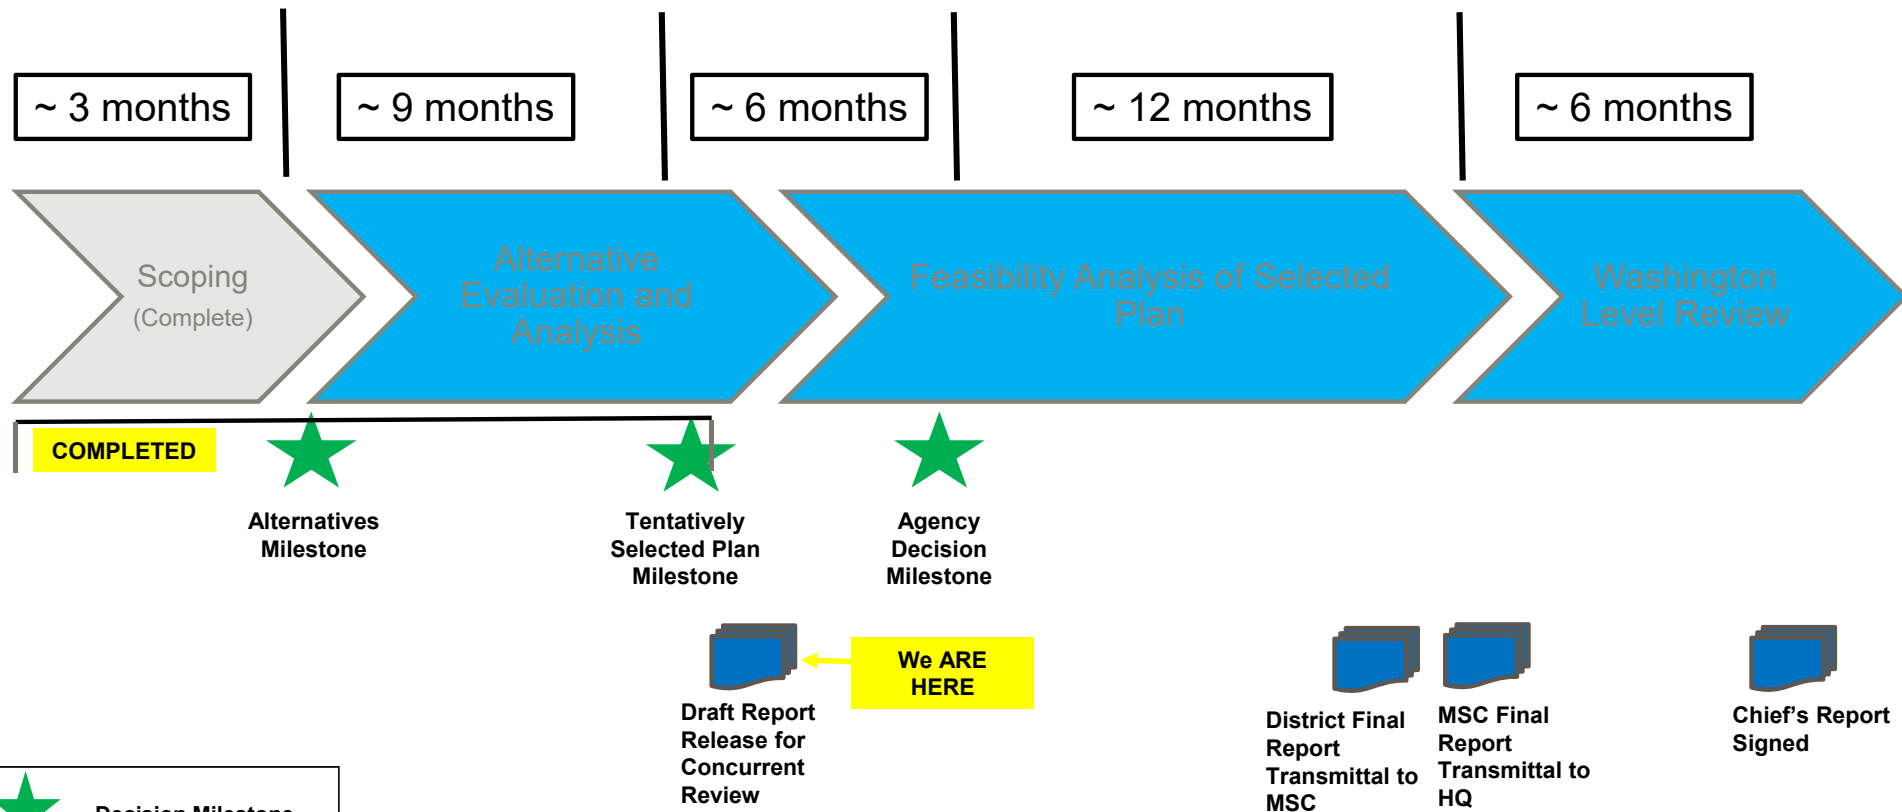 ~ 3 months
~ 9 months
~ 6 months
~ 12 months
~ 6 months
Scoping
(Complete)
Alternative
Evaluation and
Analysis
Feasibility Analysis of Selected
Plan
Washington
Level Review
COMPLETED
Alternatives
Milestone
Tentatively
Selected Plan
Milestone
Agency
Decision
Milestone
We ARE
HERE
Draft Report
Release for
Concurrent
Review
District Final
Report
Transmittal to
MSC
MSC Final
Report
Transmittal to
HQ
Chief’s Report
Signed
Decision Milestone